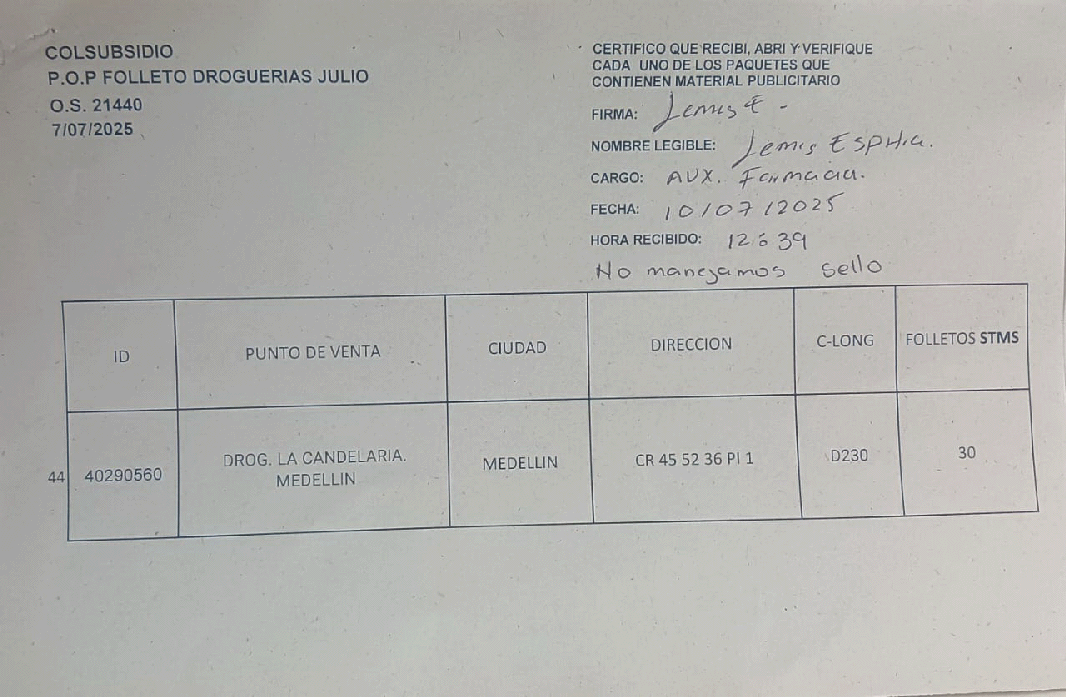 COLSUBSIDIO
P.O.P FOLLETO DROGUERIAS JULIO
O.S. 21440
7/07/2025
CERTIFICO QUE RECIBI, ABRI Y VERIFIQUE
CADA UNO DE LOS PAQUETES QUE
CONTIENEN MATERIAL PUBLICITARIO
FIRMA: Lemis E -
NOMBRE LEGIBLE: Lemis
CARGO: AUX. Farmacia.
FECHA: 10/07/2025
HORA RECIBIDO: 12:39
No manejamos sello
ID PUNTO DE VENTA CIUDAD DIRECCION C-LONG FOLLETOS STMS
44 40290560 DROG. LA CANDELARIA. MEDELLIN MEDELLIN CR 45 52 36 PI 1 D230 30